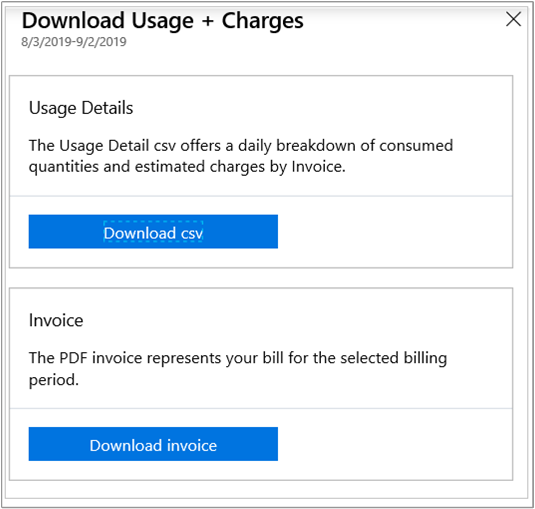 Download Usage + Charges
8/3/2019-9/2/2019
Usage Details
The Usage Detail csv offers a daily breakdown of consumed
quantities and estimated charges by Invoice.
Download csv
Invoice
The PDF invoice represents your bill for the selected billing
period.
Download invoice